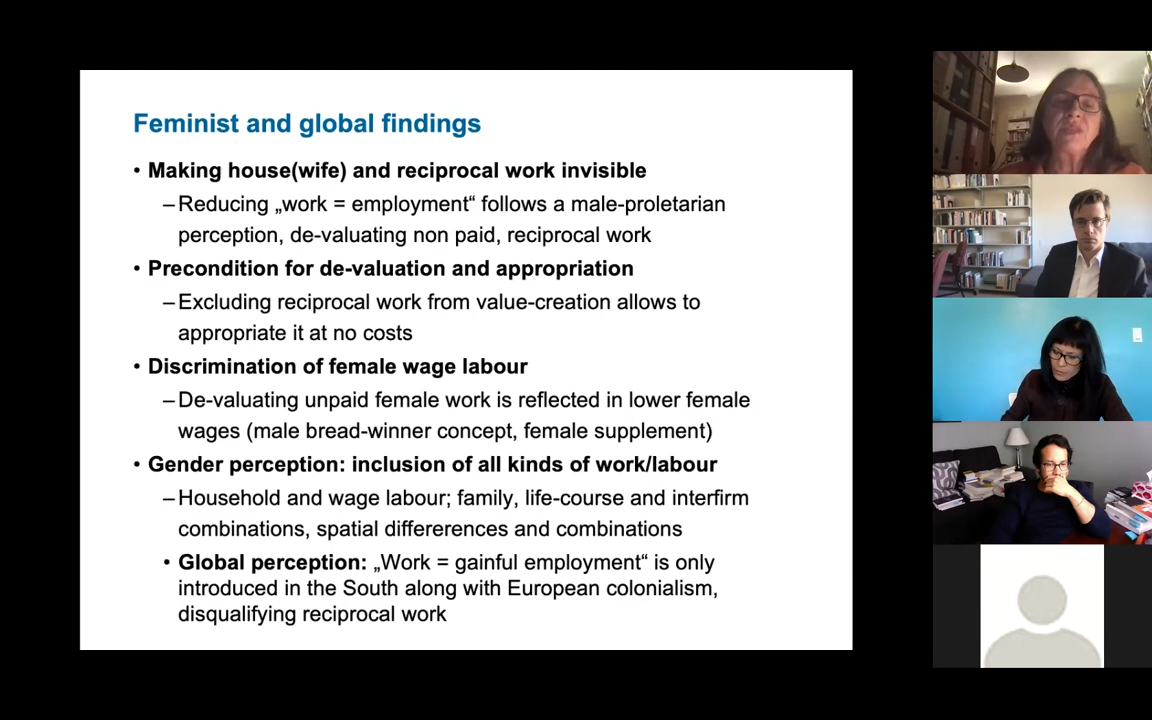 Feminist and global findings
• Making house(wife) and reciprocal work invisible
–Reducing „work = employment“ follows a male-proletarian
perception, de-valuating non paid, reciprocal work
• Precondition for de-valuation and appropriation
–Excluding reciprocal work from value-creation allows to
appropriate it at no costs
• Discrimination of female wage labour
–De-valuating unpaid female work is reflected in lower female
wages (male bread-winner concept, female supplement)
• Gender perception: inclusion of all kinds of work/labour
–Household and wage labour; family, life-course and interfirm
combinations, spatial differerences and combinations
• Global perception: „Work = gainful employment“ is only
introduced in the South along with European colonialism,
disqualifying reciprocal work